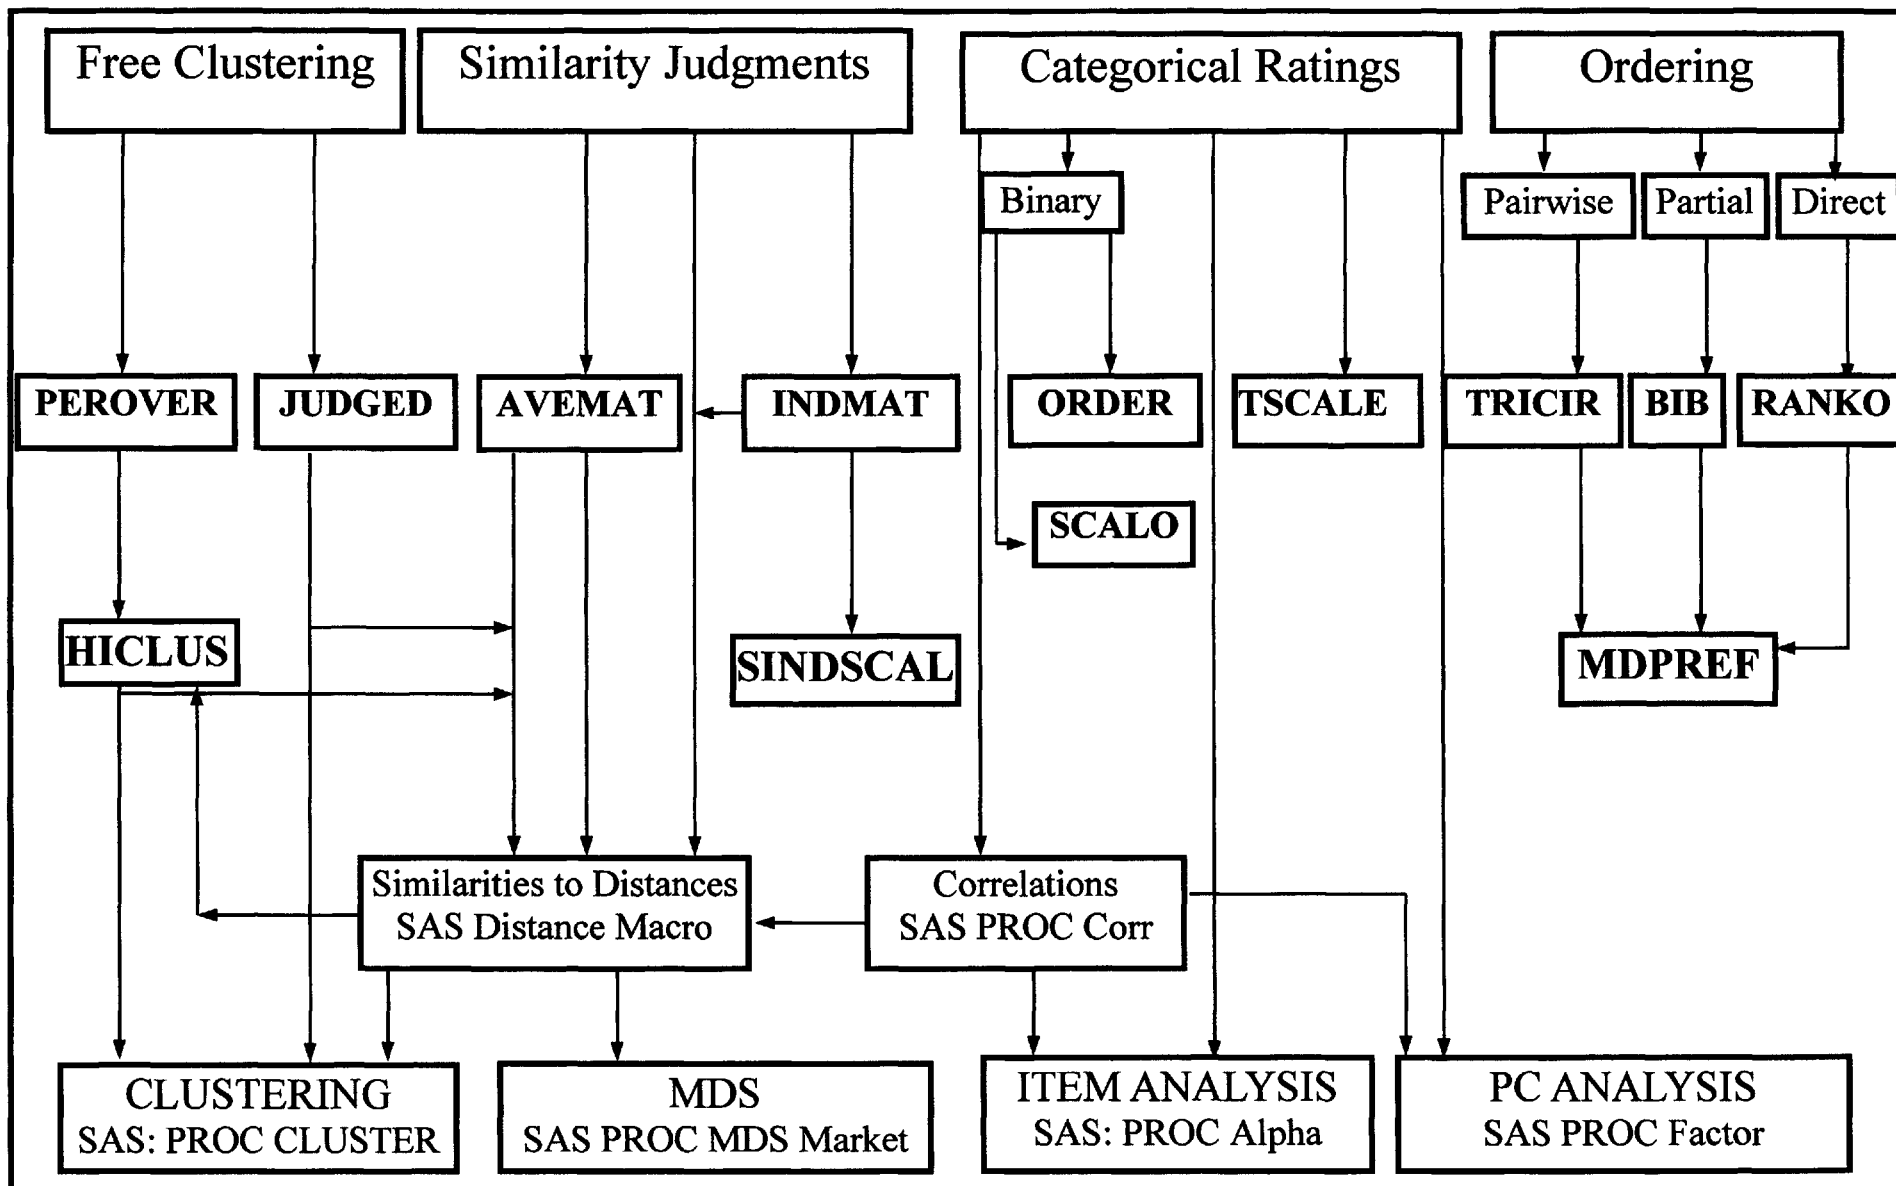 Free Clustering
Similarity Judgments
Categorical Ratings
Ordering
Binary
Pairwise
Partial
Direct
PEROVER
JUDGED
AVEMAT
INDMAT
ORDER
TSCALE
TRICIR
BIB
RANKO
SCALO
HICLUS
SINDSCAL
MDPREF
Similarities to Distances
SAS Distance Macro
Correlations
SAS PROC Corr
CLUSTERING
SAS: PROC CLUSTER
MDS
SAS PROC MDS Market
ITEM ANALYSIS
SAS: PROC Alpha
PC ANALYSIS
SAS PROC Factor